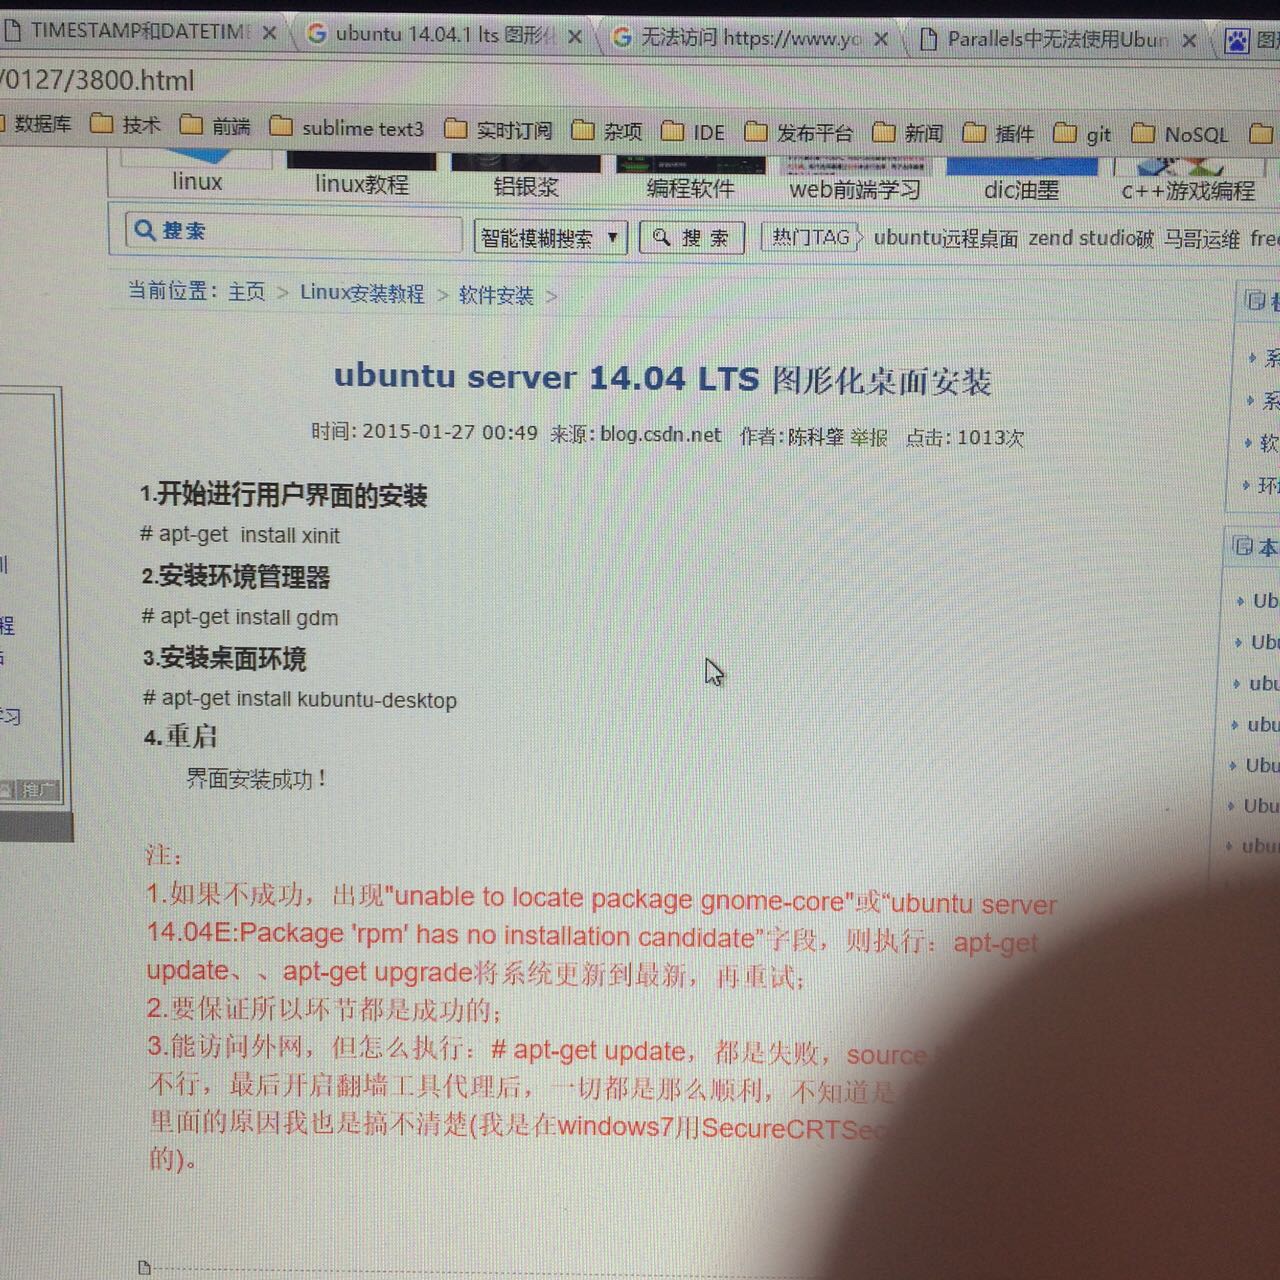 TIMESTAMP和DATETIM
ubuntu 14.04.1 lts 图形
无法访问 https://www.yo
Parallels中无法使用Ubun
/0127/3800.html
数据库 技术 前端 sublime text3 实时订阅 杂项 IDE 发布平台 新闻 插件 git NoSQL
linux linux教程 铝银浆 编程软件 web前端学习 dic油墨 c++游戏编程
搜索 智能模糊搜索 搜 索 热门TAG ubuntu远程桌面 zend studio破 马哥运维 free
当前位置: 主页 > Linux安装教程 > 软件安装 >
ubuntu server 14.04 LTS 图形化桌面安装
时间: 2015-01-27 00:49 来源: blog.csdn.net 作者: 陈科肇 举报 点击: 1013次
1.开始进行用户界面的安装
# apt-get  install xinit
2.安装环境管理器
# apt-get install gdm
3.安装桌面环境
# apt-get install kubuntu-desktop
4.重启
界面安装成功！
注：
1.如果不成功，出现"unable to locate package gnome-core"或“ubuntu server
14.04E:Package 'rpm' has no installation candidate”字段，则执行：apt-get
update、、apt-get upgrade将系统更新到最新，再重试；
2.要保证所以环节都是成功的；
3.能访问外网，但怎么执行：# apt-get update，都是失败，source
不行，最后开启翻墙工具代理后，一切都是那么顺利，不知道是
里面的原因我也是搞不清楚(我是在windows7用SecureCRTSec
的)。
推广
程
学习
系
系
软
环
本
Ub
Ubu
ubu
ubu
Ubu
Ubu
ubu